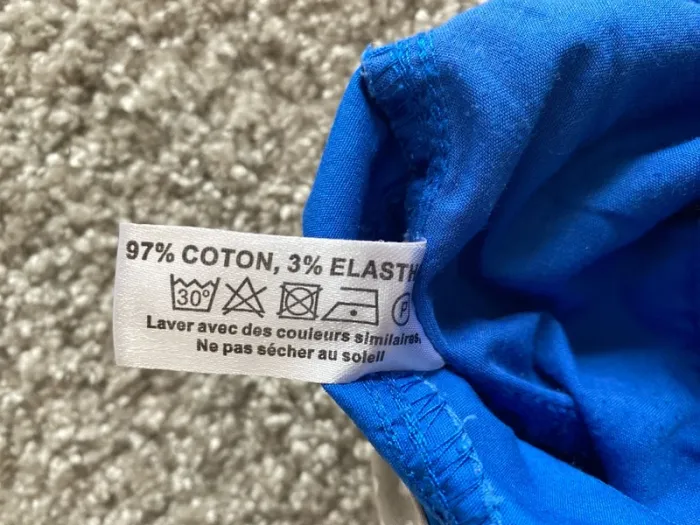 97% COTON, 3% ELASTH
30°
P
Laver avec des couleurs similaires.
Ne pas sécher au soleil